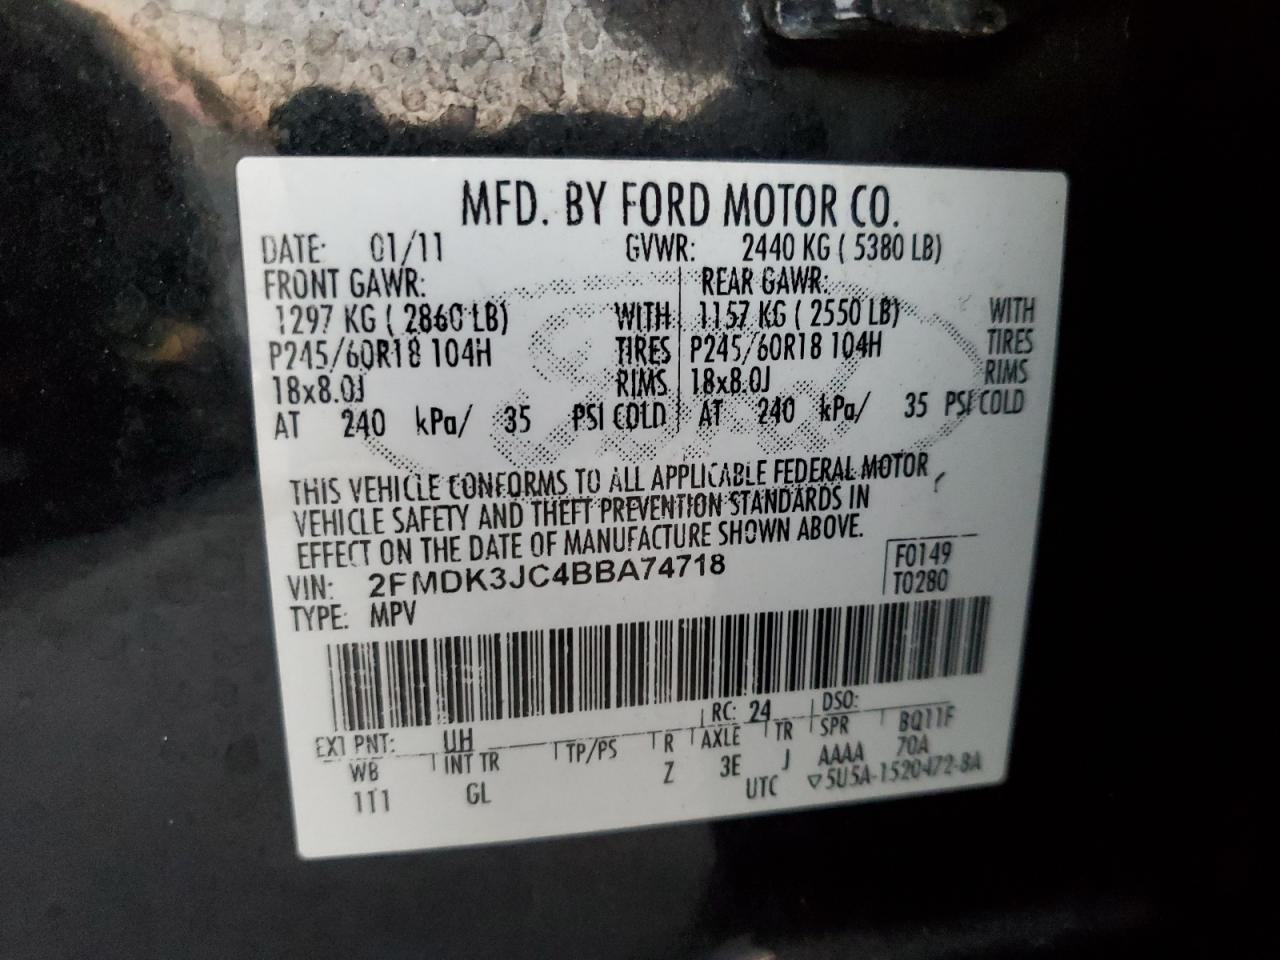 MFD. BY FORD MOTOR CO.
DATE: 01/11 GVWR: 2440 KG ( 5380 LB)
FRONT GAWR: REAR GAWR:
1297 KG ( 2860 LB) WITH 1157 KG ( 2550 LB) WITH
P245/60R18 104H TIRES P245/60R18 104H TIRES
18x8.0J RIMS 18x8.0J RIMS
AT 240 kPa/ 35 PSI COLD AT 240 kPa/ 35 PSI COLD
THIS VEHICLE CONFORMS TO ALL APPLICABLE FEDERAL MOTOR
VEHICLE SAFETY AND THEFT PREVENTION STANDARDS IN
EFFECT ON THE DATE OF MANUFACTURE SHOWN ABOVE.
VIN: 2FMDK3JC4BBA74718 F0149
TYPE: MPV T0280
EXT PNT: UH RC: 24 DSO:
WB INT TR TP/PS R AXLE TR SPR BQ11F
111 GL Z 3E J AAAA 70A
UTC ▽5U5A-1520472-BA